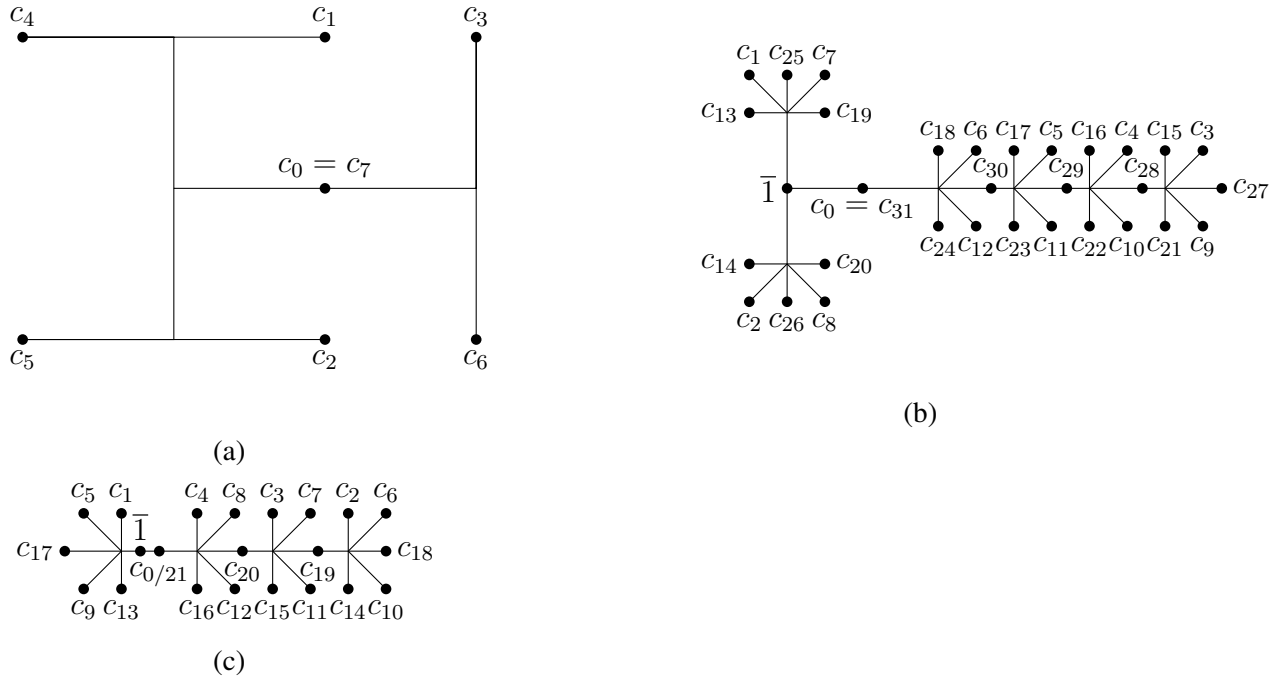 c₄ c₁ c₃
c₀ = c₇
c₅ c₂ c₆
(a)
c₁ c₂₅ c₇
c₁₃ c₁₉
c₁₈ c₆ c₁₇ c₅ c₁₆ c₄ c₁₅ c₃
c₃₀ c₂₉ c₂₈
1̅ c₂₇
c₀ = c₃₁
c₂₄ c₁₂ c₂₃ c₁₁ c₂₂ c₁₀ c₂₁ c₉
c₁₄ c₂₀
c₂ c₂₆ c₈
(b)
c₅ c₁ c₄ c₈ c₃ c₇ c₂ c₆
1̅
c₁₇ c₁₈
c₀/₂₁ c₂₀ c₁₉
c₉ c₁₃ c₁₆ c₁₂ c₁₅ c₁₁ c₁₄ c₁₀
(c)